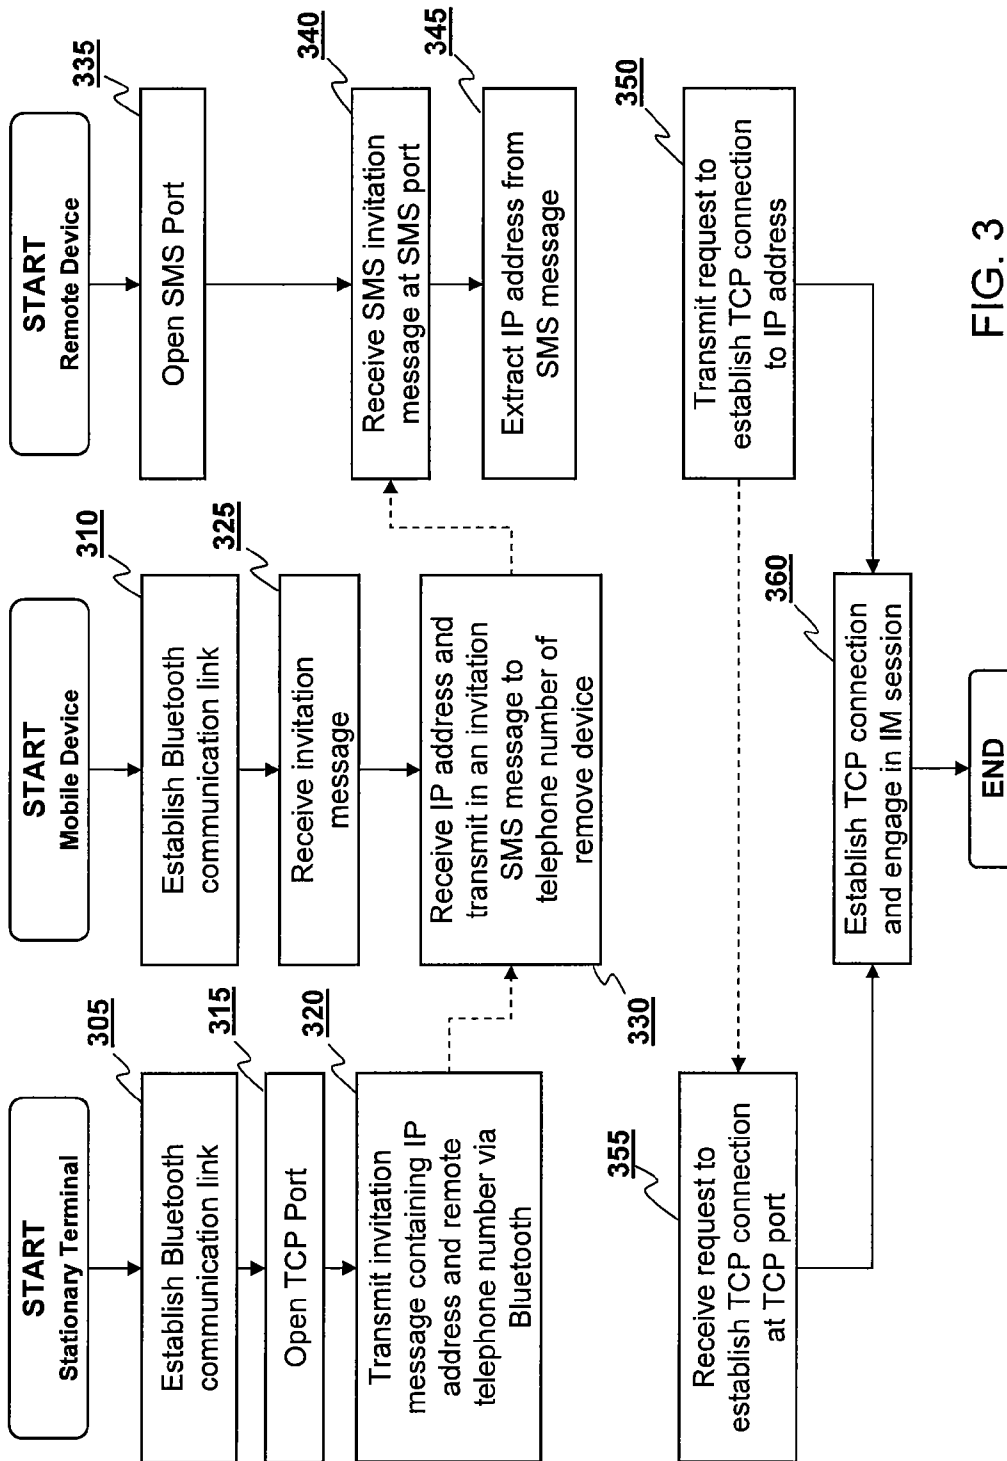 START
Stationary Terminal
305
Establish Bluetooth
communication link
315
Open TCP Port
320
Transmit invitation
message containing IP
address and remote
telephone number via
Bluetooth
355
Receive request to
establish TCP connection
at TCP port
START
Mobile Device
310
Establish Bluetooth
communication link
325
Receive invitation
message
Receive IP address and
transmit in an invitation
SMS message to
telephone number of
remove device
330
360
Establish TCP connection
and engage in IM session
END
START
Remote Device
335
Open SMS Port
340
Receive SMS invitation
message at SMS port
345
Extract IP address from
SMS message
350
Transmit request to
establish TCP connection
to IP address
FIG. 3